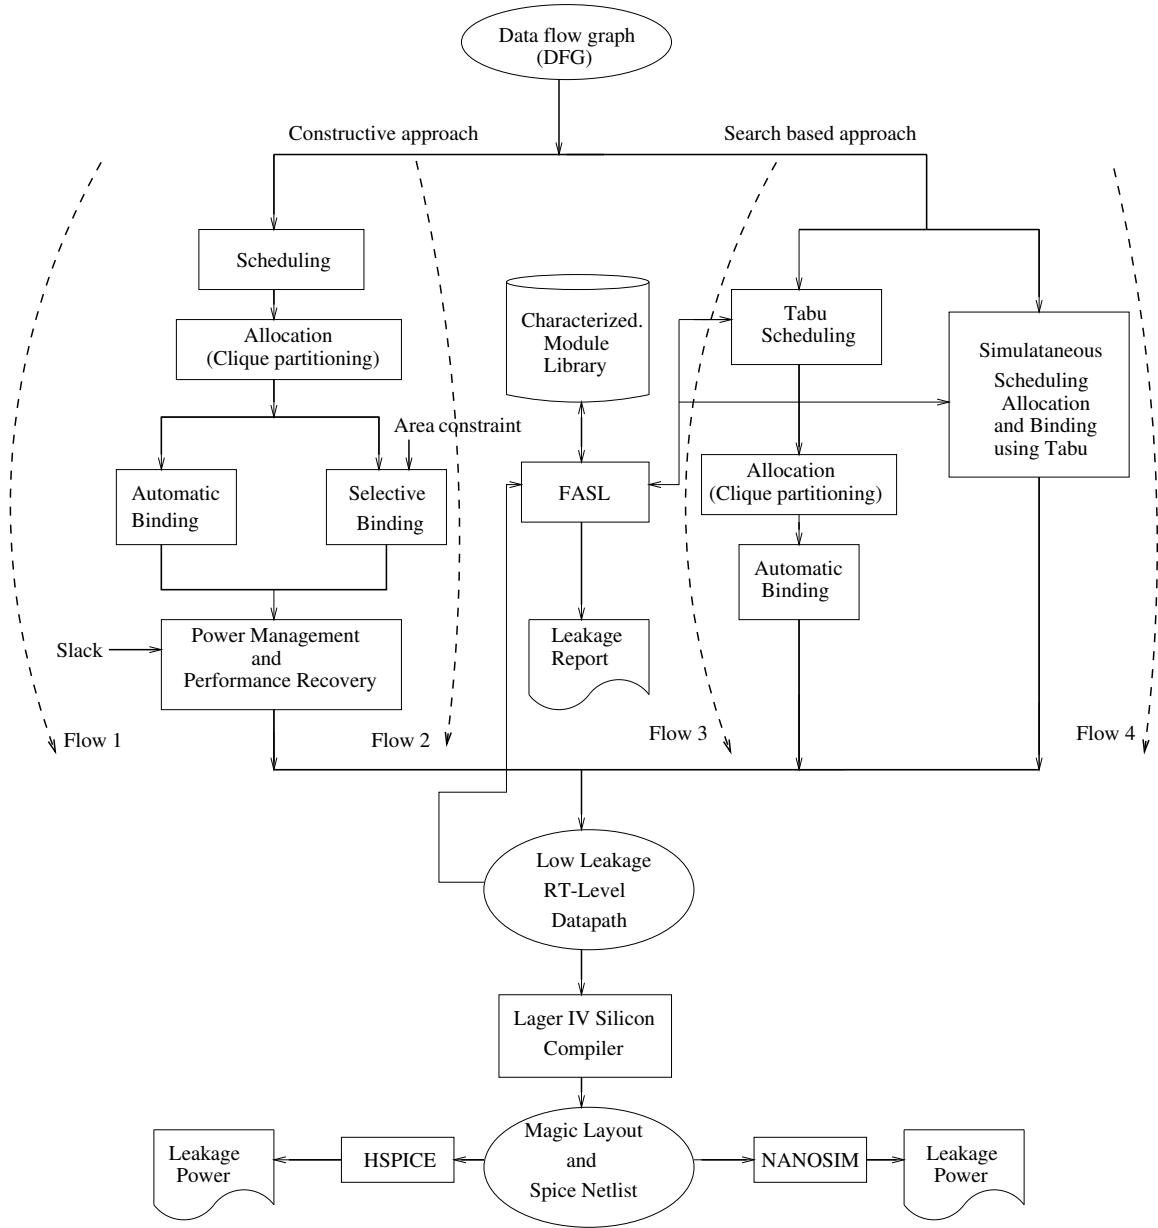 Data flow graph
(DFG)
Constructive approach
Search based approach
Scheduling
Allocation
(Clique partitioning)
Area constraint
Automatic
Binding
Selective
Binding
Slack
Power Management
and
Performance Recovery
Flow 1
Flow 2
Characterized.
Module
Library
FASL
Leakage
Report
Tabu
Scheduling
Allocation
(Clique partitioning)
Automatic
Binding
Flow 3
Simulataneous
Scheduling
Allocation
and Binding
using Tabu
Flow 4
Low Leakage
RT-Level
Datapath
Lager IV Silicon
Compiler
Magic Layout
and
Spice Netlist
HSPICE
Leakage
Power
NANOSIM
Leakage
Power